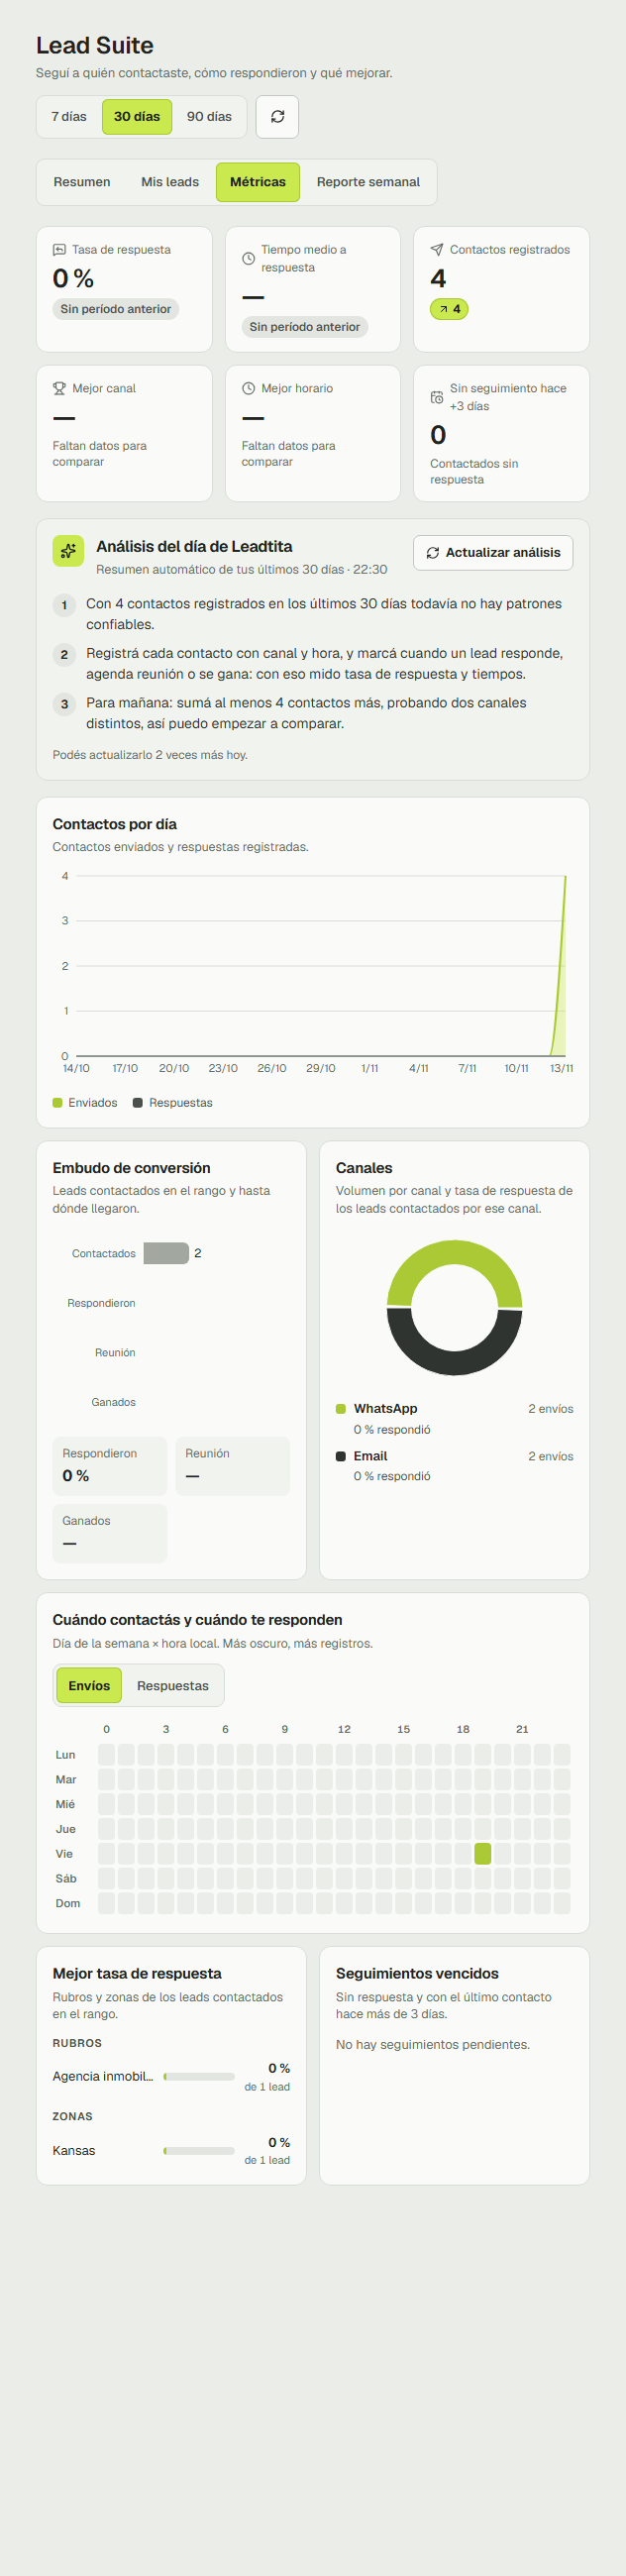 Lead Suite
Seguí a quién contactaste, cómo respondieron y qué mejorar.
7 días
30 días
90 días
Resumen
Mis leads
Métricas
Reporte semanal
Tasa de respuesta
0 %
Sin período anterior
Tiempo medio a
respuesta
—
Sin período anterior
Contactos registrados
4
4
Mejor canal
—
Faltan datos para
comparar
Mejor horario
—
Faltan datos para
comparar
Sin seguimiento hace
+3 días
0
Contactados sin
respuesta
Análisis del día de Leadtita
Resumen automático de tus últimos 30 días · 22:30
Actualizar análisis
1
Con 4 contactos registrados en los últimos 30 días todavía no hay patrones
confiables.
2
Registrá cada contacto con canal y hora, y marcá cuando un lead responde,
agenda reunión o se gana: con eso mido tasa de respuesta y tiempos.
3
Para mañana: sumá al menos 4 contactos más, probando dos canales
distintos, así puedo empezar a comparar.
Podés actualizarlo 2 veces más hoy.
Contactos por día
Contactos enviados y respuestas registradas.
4
3
2
1
0
14/10 17/10 20/10 23/10 26/10 29/10 1/11 4/11 7/11 10/11 13/11
Enviados
Respuestas
Embudo de conversión
Leads contactados en el rango y hasta
dónde llegaron.
Contactados
2
Respondieron
Reunión
Ganados
Respondieron
0 %
Reunión
—
Ganados
—
Canales
Volumen por canal y tasa de respuesta de
los leads contactados por ese canal.
WhatsApp
2 envíos
0 % respondió
Email
2 envíos
0 % respondió
Cuándo contactás y cuándo te responden
Día de la semana × hora local. Más oscuro, más registros.
Envíos
Respuestas
0 3 6 9 12 15 18 21
Lun
Mar
Mié
Jue
Vie
Sáb
Dom
Mejor tasa de respuesta
Rubros y zonas de los leads contactados
en el rango.
RUBROS
Agencia inmobil...
0 %
de 1 lead
ZONAS
Kansas
0 %
de 1 lead
Seguimientos vencidos
Sin respuesta y con el último contacto
hace más de 3 días.
No hay seguimientos pendientes.